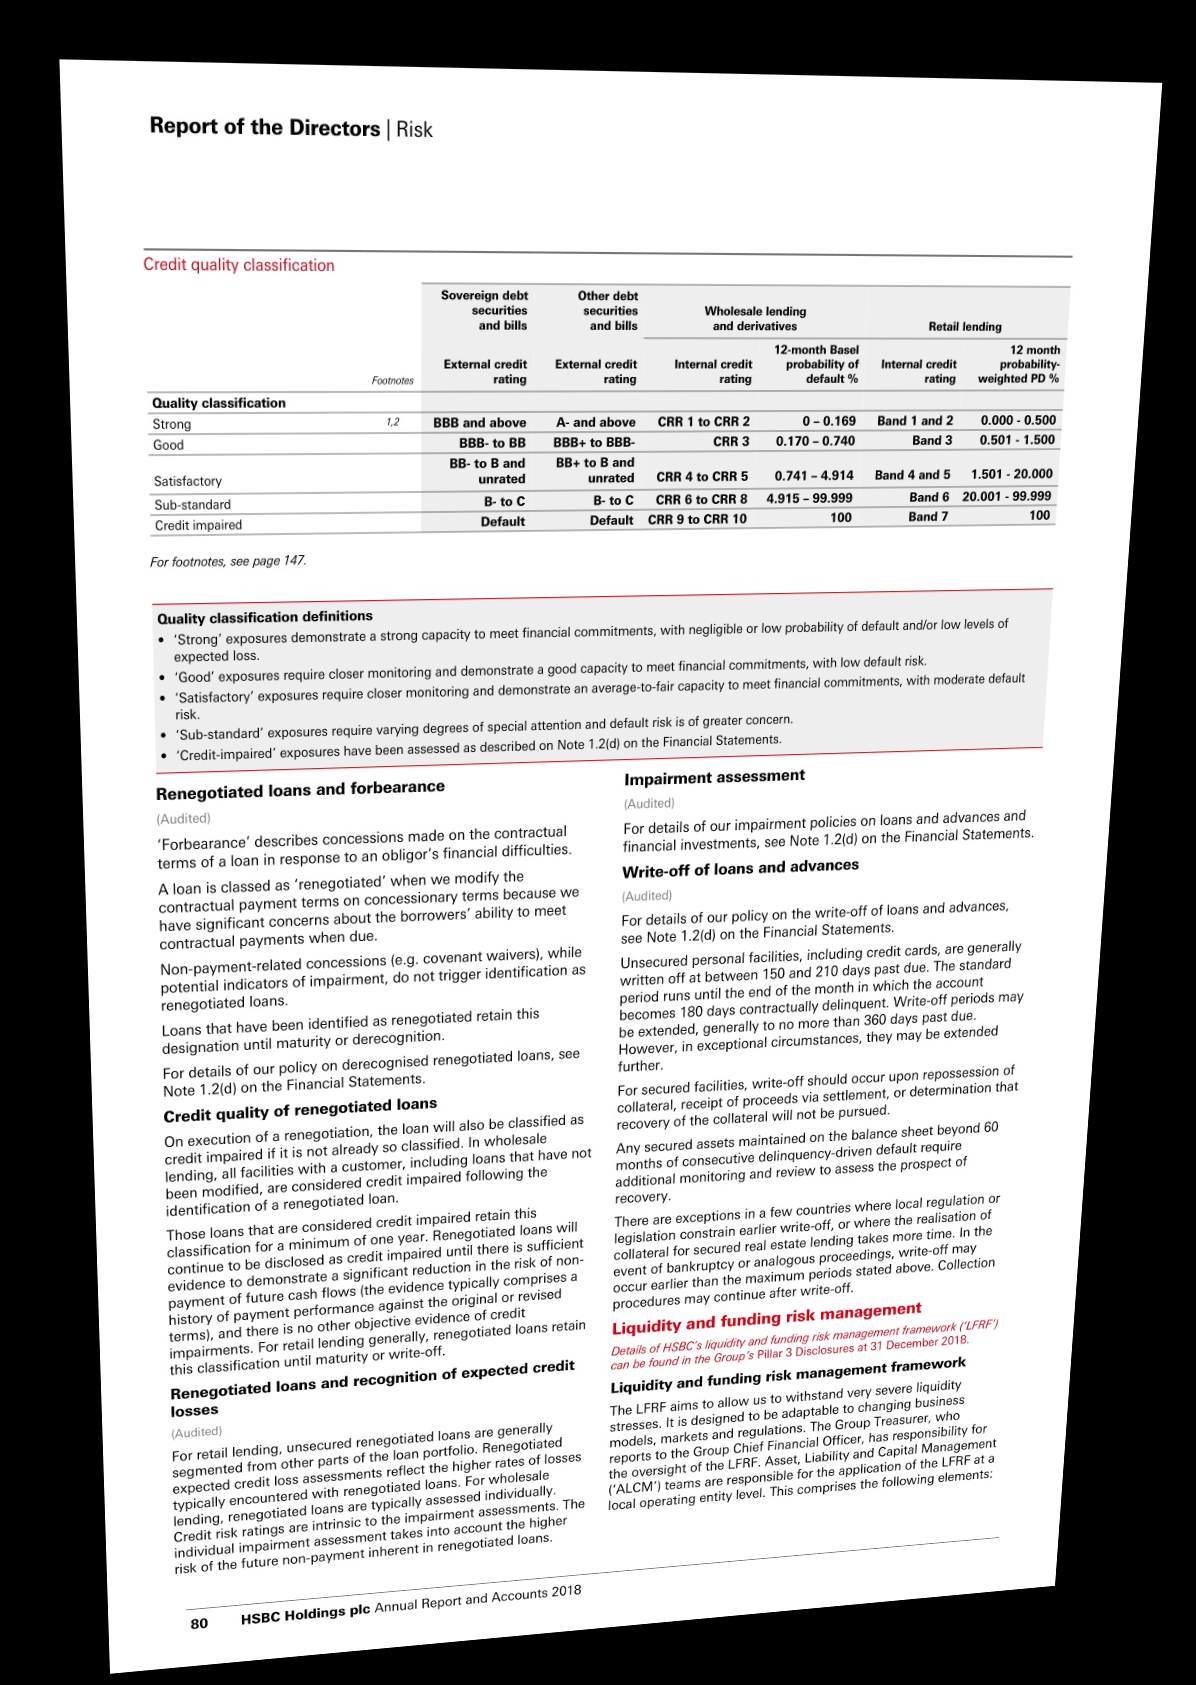 Report of the Directors | Risk
Credit quality classification
Sovereign debt securities and bills
Other debt securities and bills
Wholesale lending and derivatives
Retail lending
Footnotes
External credit rating
External credit rating
Internal credit rating
12-month Basel probability of default %
Internal credit rating
12 month probability-weighted PD %
Quality classification
Strong 1,2 BBB and above A- and above CRR 1 to CRR 2 0 – 0.169 Band 1 and 2 0.000 - 0.500
Good BBB- to BB BBB+ to BBB- CRR 3 0.170 – 0.740 Band 3 0.501 - 1.500
Satisfactory BB- to B and unrated BB+ to B and unrated CRR 4 to CRR 5 0.741 – 4.914 Band 4 and 5 1.501 - 20.000
Sub-standard B- to C B- to C CRR 6 to CRR 8 4.915 – 99.999 Band 6 20.001 - 99.999
Credit impaired Default Default CRR 9 to CRR 10 100 Band 7 100
For footnotes, see page 147.
Quality classification definitions
• ‘Strong’ exposures demonstrate a strong capacity to meet financial commitments, with negligible or low probability of default and/or low levels of
expected loss.
• ‘Good’ exposures require closer monitoring and demonstrate a good capacity to meet financial commitments, with low default risk.
• ‘Satisfactory’ exposures require closer monitoring and demonstrate an average-to-fair capacity to meet financial commitments, with moderate default
risk.
• ‘Sub-standard’ exposures require varying degrees of special attention and default risk is of greater concern.
• ‘Credit-impaired’ exposures have been assessed as described on Note 1.2(d) on the Financial Statements.
Renegotiated loans and forbearance
(Audited)
‘Forbearance’ describes concessions made on the contractual
terms of a loan in response to an obligor’s financial difficulties.
A loan is classed as ‘renegotiated’ when we modify the
contractual payment terms on concessionary terms because we
have significant concerns about the borrowers’ ability to meet
contractual payments when due.
Non-payment-related concessions (e.g. covenant waivers), while
potential indicators of impairment, do not trigger identification as
renegotiated loans.
Loans that have been identified as renegotiated retain this
designation until maturity or derecognition.
For details of our policy on derecognised renegotiated loans, see
Note 1.2(d) on the Financial Statements.
Credit quality of renegotiated loans
On execution of a renegotiation, the loan will also be classified as
credit impaired if it is not already so classified. In wholesale
lending, all facilities with a customer, including loans that have not
been modified, are considered credit impaired following the
identification of a renegotiated loan.
Those loans that are considered credit impaired retain this
classification for a minimum of one year. Renegotiated loans will
continue to be disclosed as credit impaired until there is sufficient
evidence to demonstrate a significant reduction in the risk of non-
payment of future cash flows (the evidence typically comprises a
history of payment performance against the original or revised
terms), and there is no other objective evidence of credit
impairments. For retail lending generally, renegotiated loans retain
this classification until maturity or write-off.
Renegotiated loans and recognition of expected credit
losses
(Audited)
For retail lending, unsecured renegotiated loans are generally
segmented from other parts of the loan portfolio. Renegotiated
expected credit loss assessments reflect the higher rates of losses
typically encountered with renegotiated loans. For wholesale
lending, renegotiated loans are typically assessed individually.
Credit risk ratings are intrinsic to the impairment assessments. The
individual impairment assessment takes into account the higher
risk of the future non-payment inherent in renegotiated loans.
Impairment assessment
(Audited)
For details of our impairment policies on loans and advances and
financial investments, see Note 1.2(d) on the Financial Statements.
Write-off of loans and advances
(Audited)
For details of our policy on the write-off of loans and advances,
see Note 1.2(d) on the Financial Statements.
Unsecured personal facilities, including credit cards, are generally
written off at between 150 and 210 days past due. The standard
period runs until the end of the month in which the account
becomes 180 days contractually delinquent. Write-off periods may
be extended, generally to no more than 360 days past due.
However, in exceptional circumstances, they may be extended
further.
For secured facilities, write-off should occur upon repossession of
collateral, receipt of proceeds via settlement, or determination that
recovery of the collateral will not be pursued.
Any secured assets maintained on the balance sheet beyond 60
months of consecutive delinquency-driven default require
additional monitoring and review to assess the prospect of
recovery.
There are exceptions in a few countries where local regulation or
legislation constrain earlier write-off, or where the realisation of
collateral for secured real estate lending takes more time. In the
event of bankruptcy or analogous proceedings, write-off may
occur earlier than the maximum periods stated above. Collection
procedures may continue after write-off.
Liquidity and funding risk management
Details of HSBC’s liquidity and funding risk management framework (‘LFRF’)
can be found in the Group’s Pillar 3 Disclosures at 31 December 2018.
Liquidity and funding risk management framework
The LFRF aims to allow us to withstand very severe liquidity
stresses. It is designed to be adaptable to changing business
models, markets and regulations. The Group Treasurer, who
reports to the Group Chief Financial Officer, has responsibility for
the oversight of the LFRF. Asset, Liability and Capital Management
(‘ALCM’) teams are responsible for the application of the LFRF at a
local operating entity level. This comprises the following elements:
80 HSBC Holdings plc Annual Report and Accounts 2018